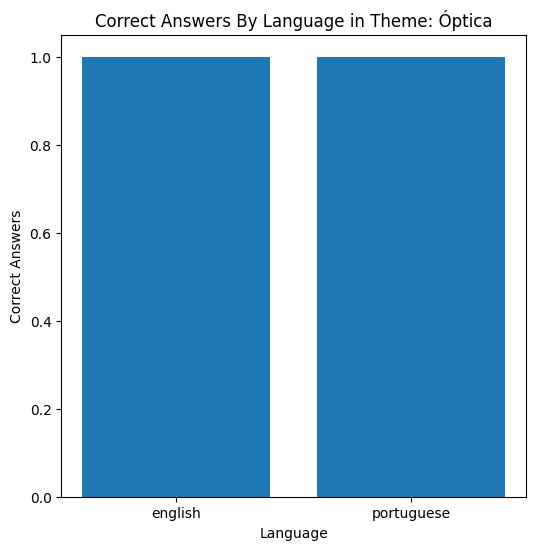 Correct Answers By Language in Theme: Óptica
1.0
0.8
0.6
0.4
0.2
0.0
Correct Answers
english
portuguese
Language